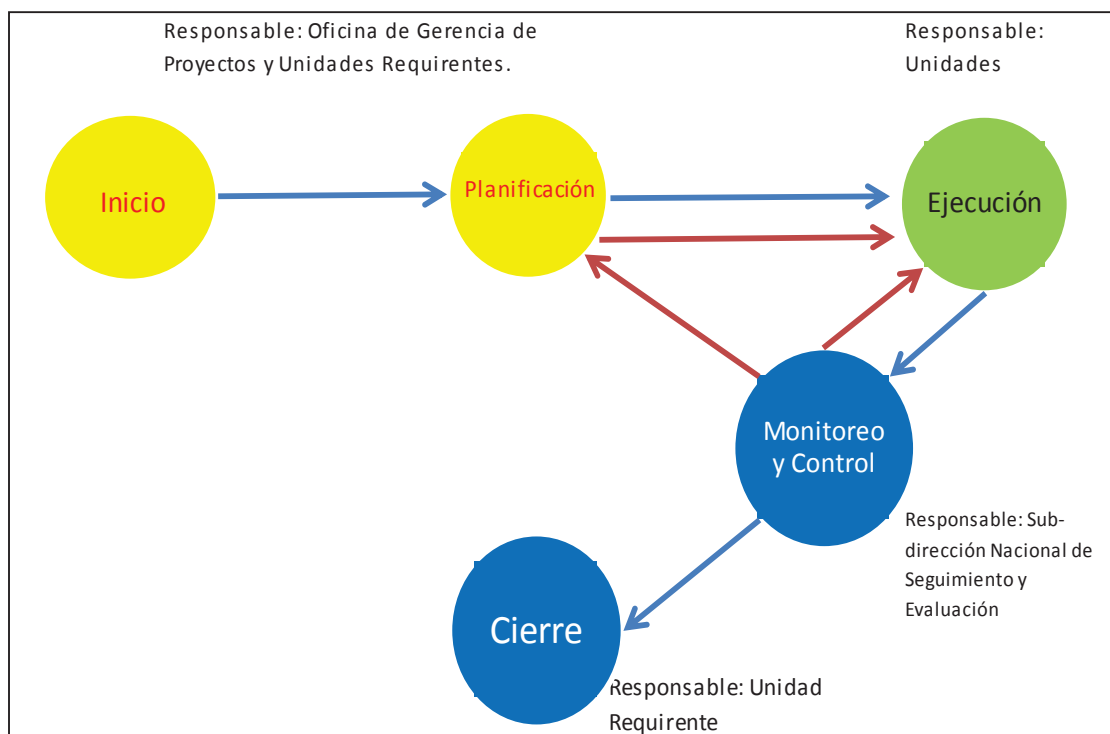 Responsable: Oficina de Gerencia de
Proyectos y Unidades Requirentes.
Responsable:
Unidades
Inicio
Planificación
Ejecución
Monitoreo
y Control
Responsable: Sub-
dirección Nacional de
Seguimiento y
Evaluación
Cierre
Responsable: Unidad
Requirente